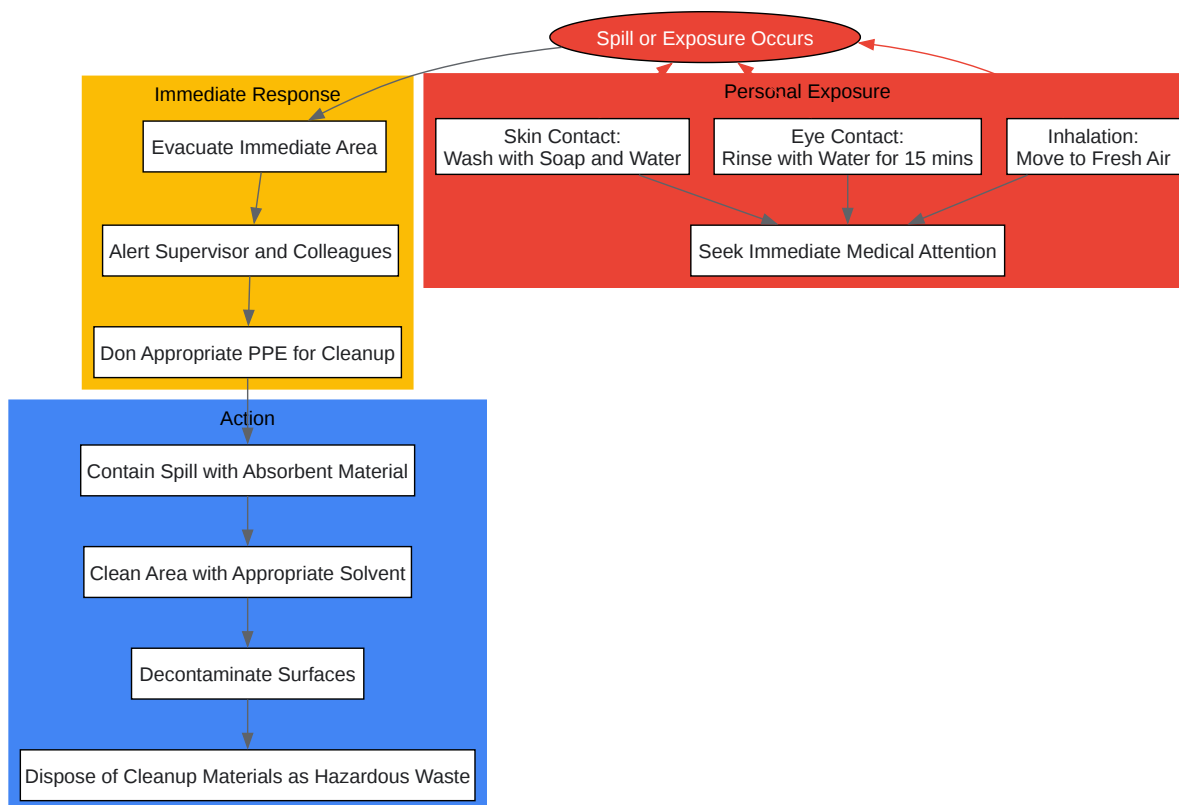 Spill or Exposure Occurs
Immediate Response
Evacuate Immediate Area
Alert Supervisor and Colleagues
Don Appropriate PPE for Cleanup
Personal Exposure
Skin Contact:
Wash with Soap and Water
Eye Contact:
Rinse with Water for 15 mins
Inhalation:
Move to Fresh Air
Seek Immediate Medical Attention
Action
Contain Spill with Absorbent Material
Clean Area with Appropriate Solvent
Decontaminate Surfaces
Dispose of Cleanup Materials as Hazardous Waste